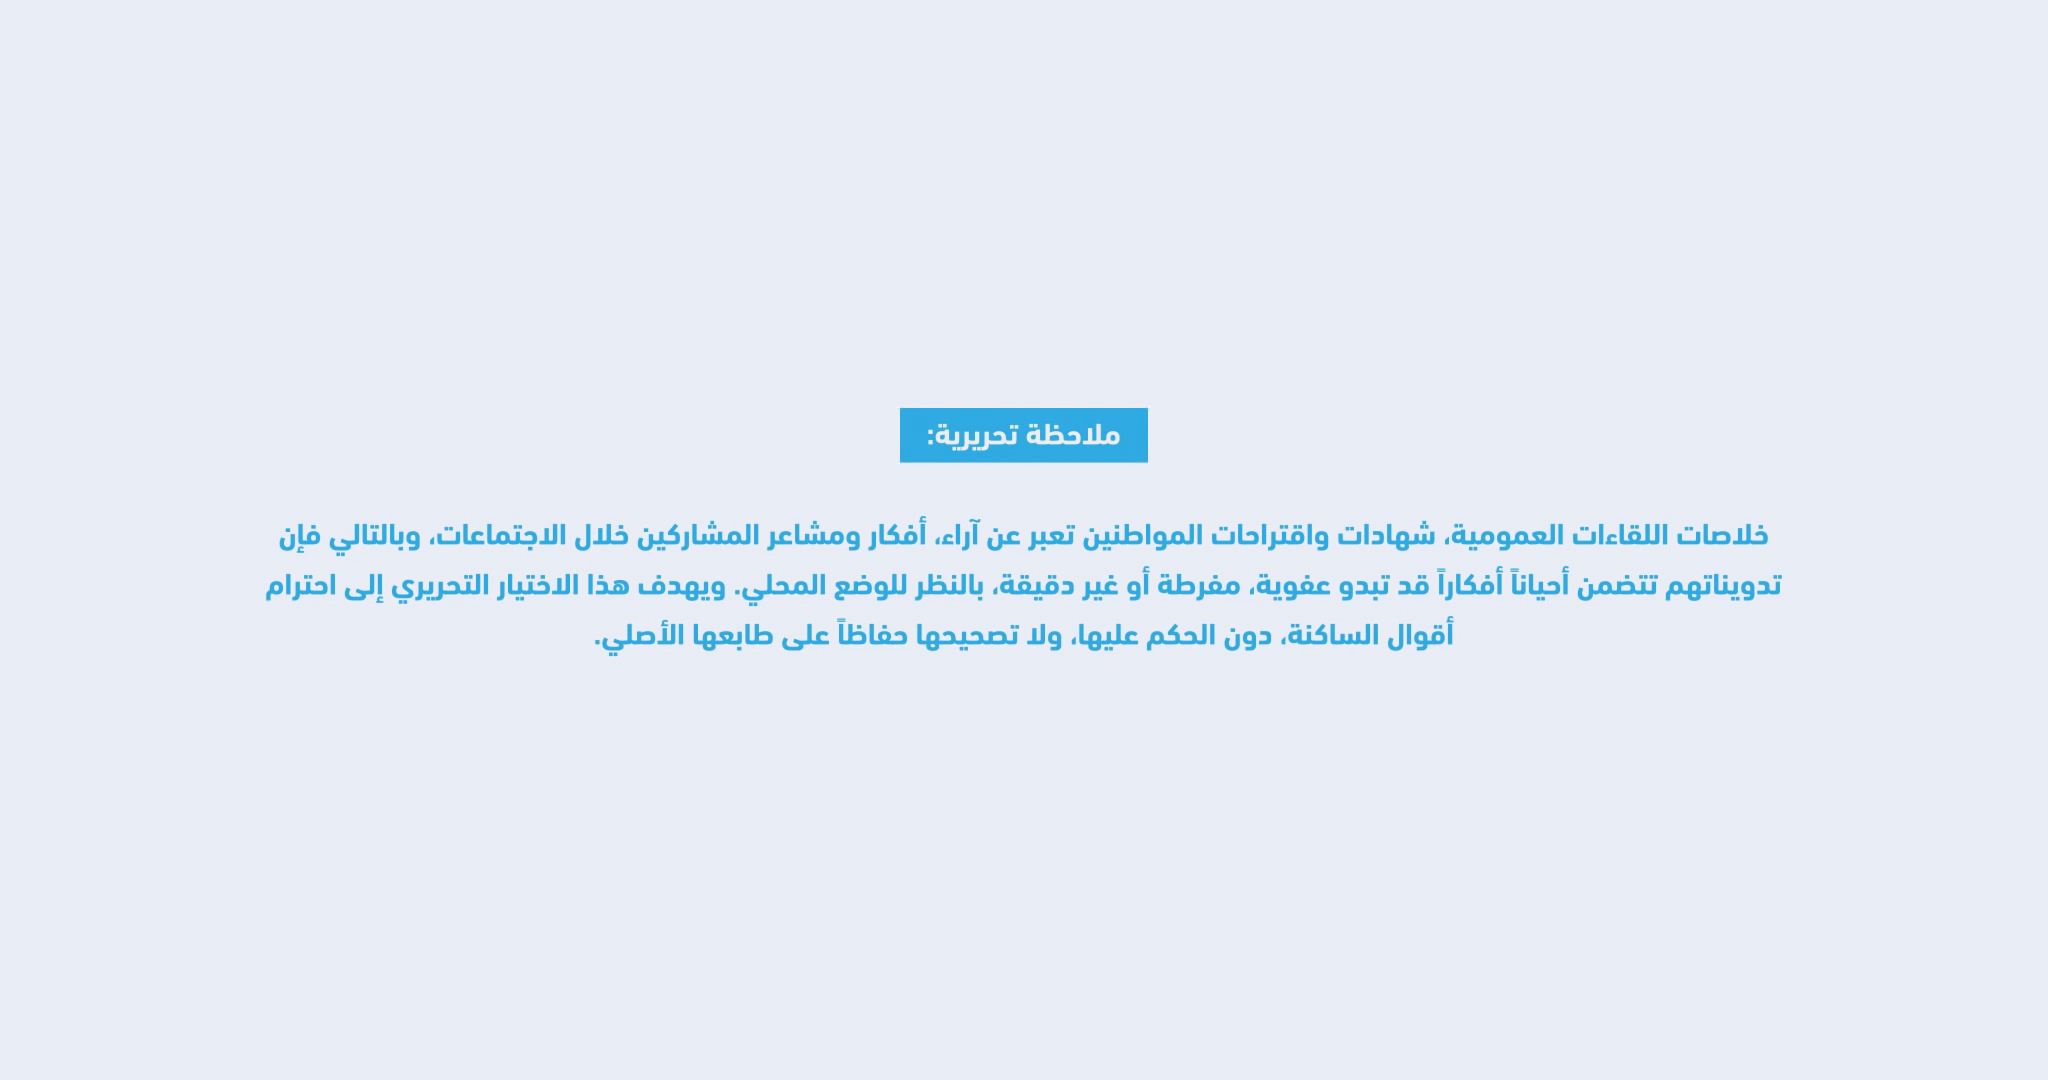 ملاحظة تحريرية:
خلاصات اللقاءات العمومية، شهادات واقتراحات المواطنين تعبر عن آراء، أفكار ومشاعر المشاركين خلال الاجتماعات، وبالتالي فإن
تدويناتهم تتضمن أحياناً أفكاراً قد تبدو عفوية، مفرطة أو غير دقيقة، بالنظر للوضع المحلي. ويهدف هذا الاختيار التحريري إلى احترام
أقوال الساكنة، دون الحكم عليها، ولا تصحيحها حفاظاً على طابعها الأصلي.